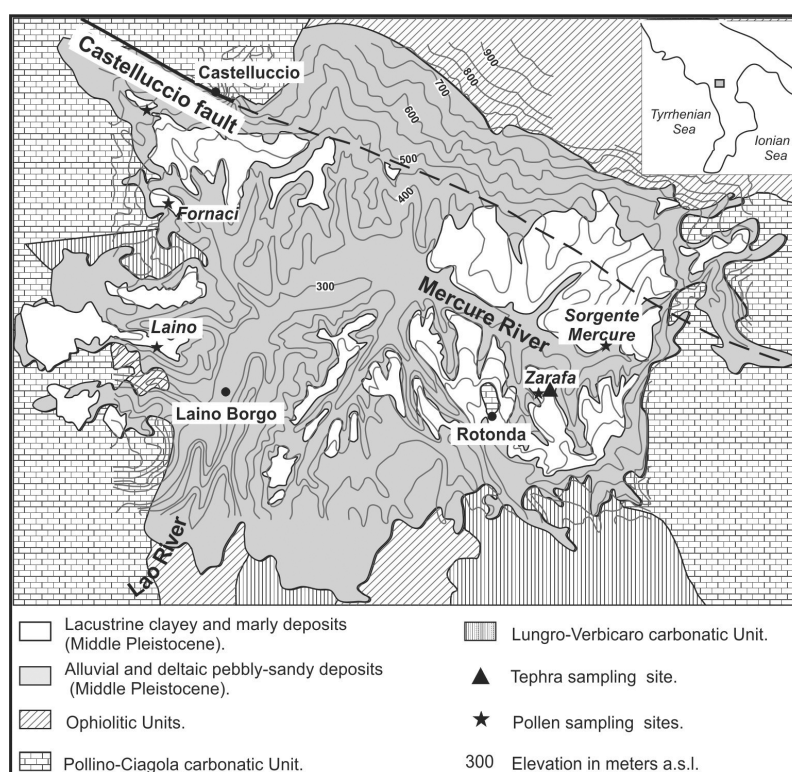 Castelluccio
Castelluccio fault
900
800
700
600
500
400
Tyrrhenian
Sea
Ionian
Sea
Fornaci
300
Mercure River
Laino
Sorgente
Mercure
Zarafa
Laino Borgo
Rotonda
Lao River
Lacustrine clayey and marly deposits
(Middle Pleistocene).
Alluvial and deltaic pebbly-sandy deposits
(Middle Pleistocene).
Ophiolitic Units.
Pollino-Ciagola carbonatic Unit.
Lungro-Verbicaro carbonatic Unit.
Tephra sampling site.
Pollen sampling sites.
300 Elevation in meters a.s.l.